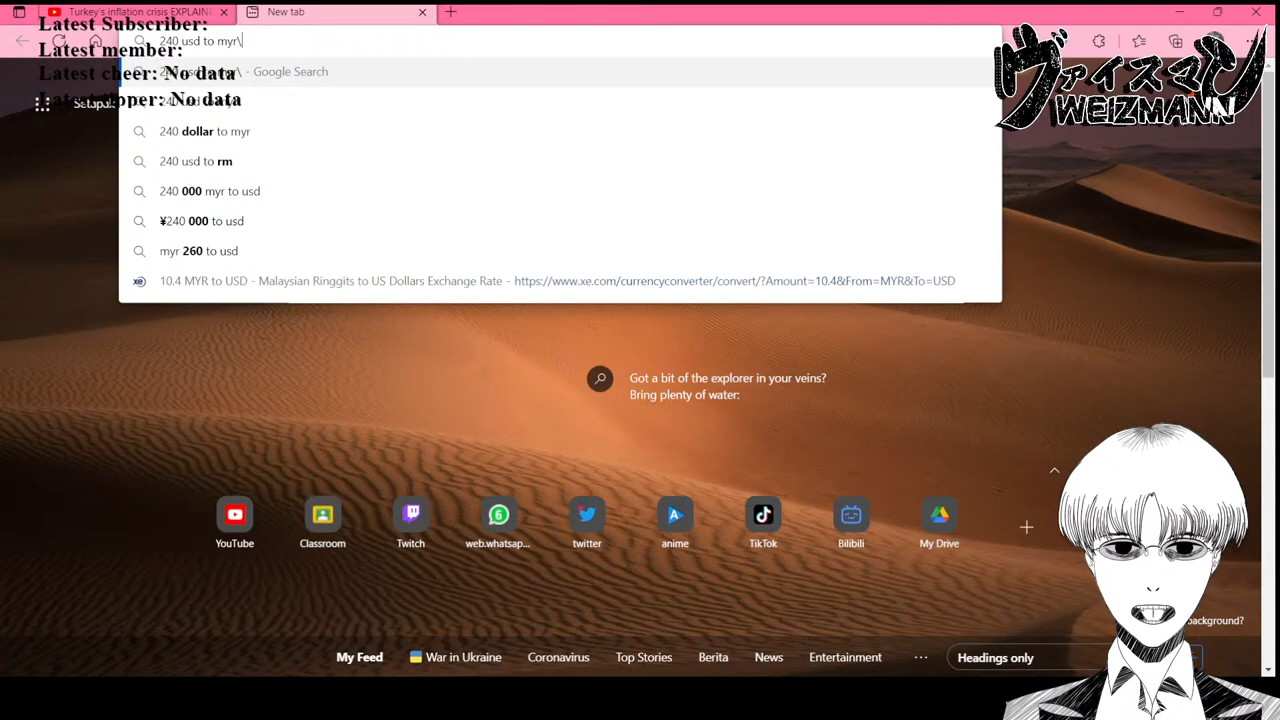 Turkey's inflation crisis EXPLAIN
New tab
Latest Subscriber:
240 usd to myr\
Latest member:
- Google Search
Latest cheer: No data
Latest tipper: No data
Setapak
240 dollar to myr
240 usd to rm
240 000 myr to usd
¥240 000 to usd
myr 260 to usd
xe
10.4 MYR to USD - Malaysian Ringgits to US Dollars Exchange Rate - https://www.xe.com/currencyconverter/convert/?Amount=10.4&From=MYR&To=USD
ヴァイスマン
WEIZMANN
Got a bit of the explorer in your veins?
Bring plenty of water:
6
YouTube
Classroom
Twitch
web.whatsap...
twitter
anime
TikTok
Bilibili
My Drive
background?
My Feed
War in Ukraine
Coronavirus
Top Stories
Berita
News
Entertainment
...
Headings only